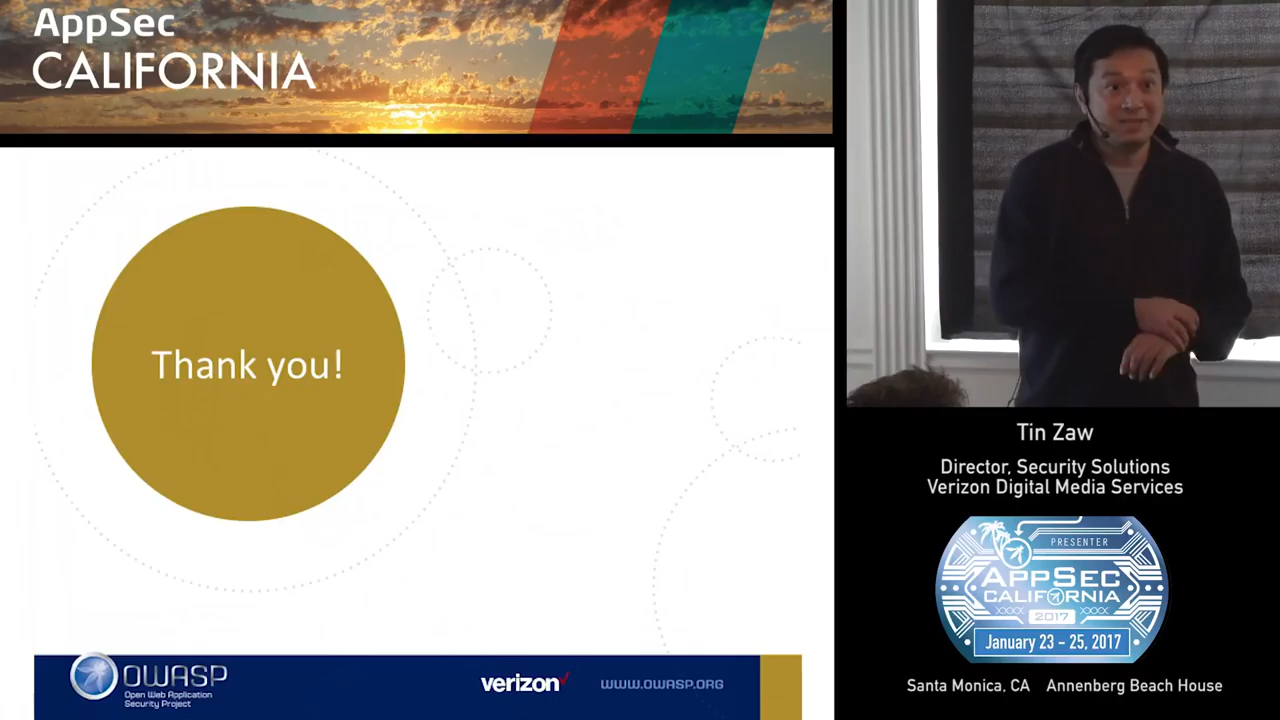 AppSec
CALIFORNIA
Thank you!
OWASP
Open Web Application
Security Project
verizon
WWW.OWASP.ORG
Tin Zaw
Director, Security Solutions
Verizon Digital Media Services
PRESENTER
APPSEC
CALIFORNIA
2017
January 23 - 25, 2017
Santa Monica, CA Annenberg Beach House